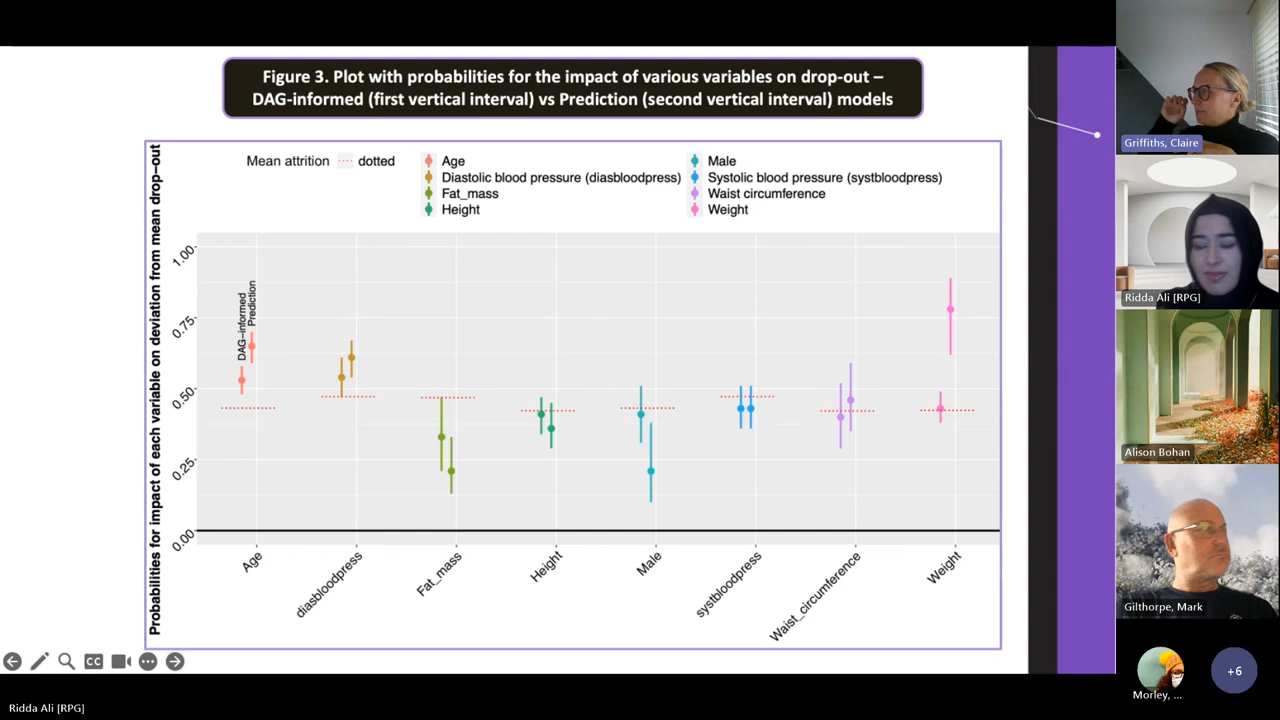 Figure 3. Plot with probabilities for the impact of various variables on drop-out –
DAG-informed (first vertical interval) vs Prediction (second vertical interval) models
Probabilities for impact of each variable on deviation from mean drop-out
Mean attrition
dotted
Age
Diastolic blood pressure (diasbloodpress)
Fat_mass
Height
Male
Systolic blood pressure (systbloodpress)
Waist circumference
Weight
1.00
0.75
0.50
0.25
0.00
DAG-informed
Prediction
Age
diasbloodpress
Fat_mass
Height
Male
systbloodpress
Waist_circumference
Weight
CC
Griffiths, Claire
Ridda Ali [RPG]
Alison Bohan
Gilthorpe, Mark
Morley, ...
+6
Ridda Ali [RPG]